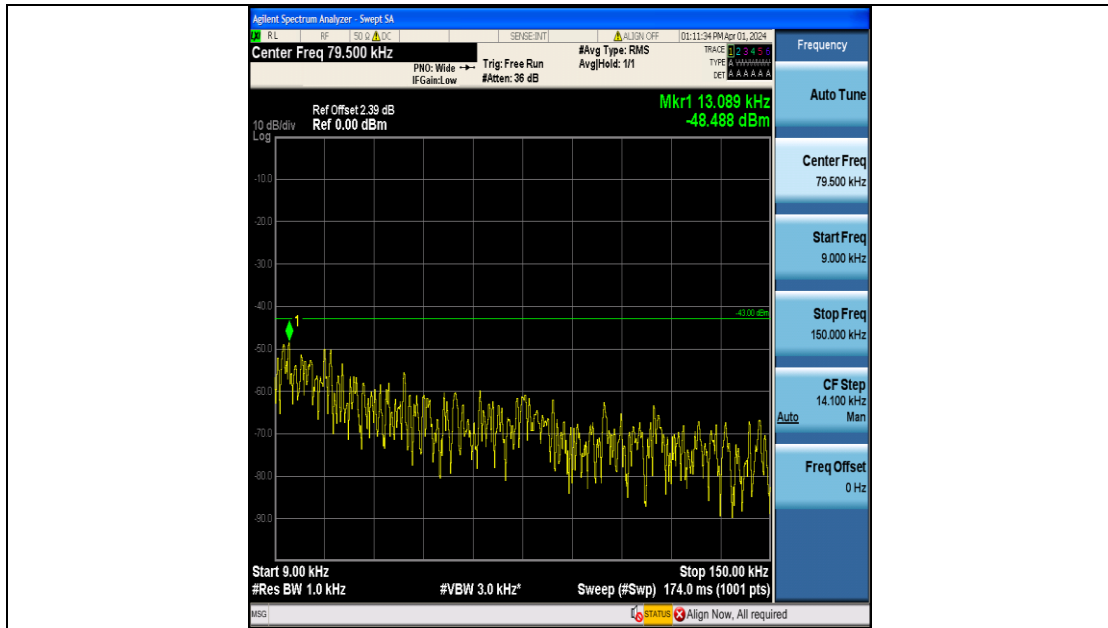 Agilent Spectrum Analyzer - Swept SA
RL RF 50 Ω DC SENSE:INT ALIGN OFF 01:11:34 PM Apr 01, 2024
Center Freq 79.500 kHz
#Avg Type: RMS
TRACE 1 2 3 4 5 6
PNO: Wide Trig: Free Run Avg|Hold: 1/1
TYPE A
IFGain:Low #Atten: 36 dB
DET A A A A A A
Frequency
Mkr1 13.089 kHz
-48.488 dBm
Ref Offset 2.39 dB
10 dB/div Ref 0.00 dBm
Log
-10.0
-20.0
-30.0
-40.0
-43.00 dBm
1
-50.0
-60.0
-70.0
-80.0
-90.0
Start 9.00 kHz Stop 150.00 kHz
#Res BW 1.0 kHz #VBW 3.0 kHz* Sweep (#Swp) 174.0 ms (1001 pts)
Auto Tune
Center Freq
79.500 kHz
Start Freq
9.000 kHz
Stop Freq
150.000 kHz
CF Step
14.100 kHz
Auto Man
Freq Offset
0 Hz
MSG STATUS Align Now, All required